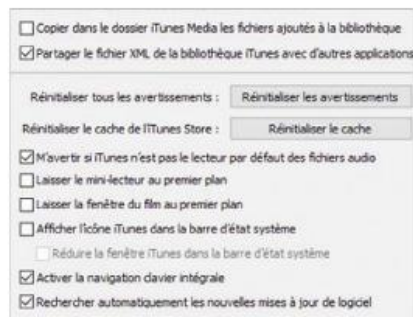 Copier dans le dossier iTunes Media les fichiers ajoutés à la bibliothèque
Partager le fichier XML de la bibliothèque iTunes avec d'autres applications
Réinitialiser tous les avertissements : Réinitialiser les avertissements
Réinitialiser le cache de l'iTunes Store : Réinitialiser le cache
M'avertir si iTunes n'est pas le lecteur par défaut des fichiers audio
Laisser le mini-lecteur au premier plan
Laisser la fenêtre du film au premier plan
Afficher l'icône iTunes dans la barre d'état système
Réduire la fenêtre iTunes dans la barre d'état système
Activer la navigation clavier intégrale
Rechercher automatiquement les nouvelles mises à jour de logiciel